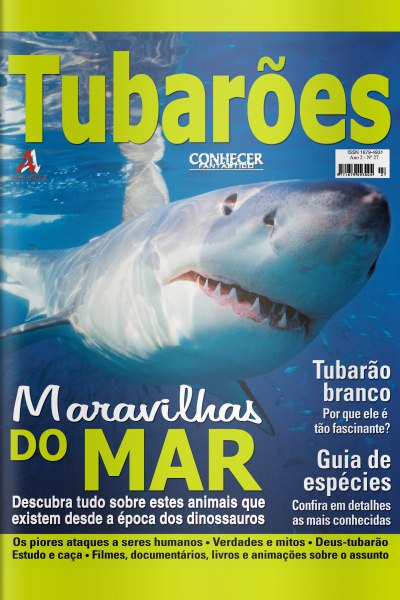 Tubarões
CONHECER
FANTÁSTICO
ISSN 1679-4931
Ano 2 - Nº 27
Tubarão
branco
Por que ele é
tão fascinante?
Maravilhas
DO MAR
Guia de
espécies
Confira em detalhes
as mais conhecidas
Descubra tudo sobre estes animais que
existem desde a época dos dinossauros
Os piores ataques a seres humanos • Verdades e mitos • Deus-tubarão
Estudo e caça • Filmes, documentários, livros e animações sobre o assunto